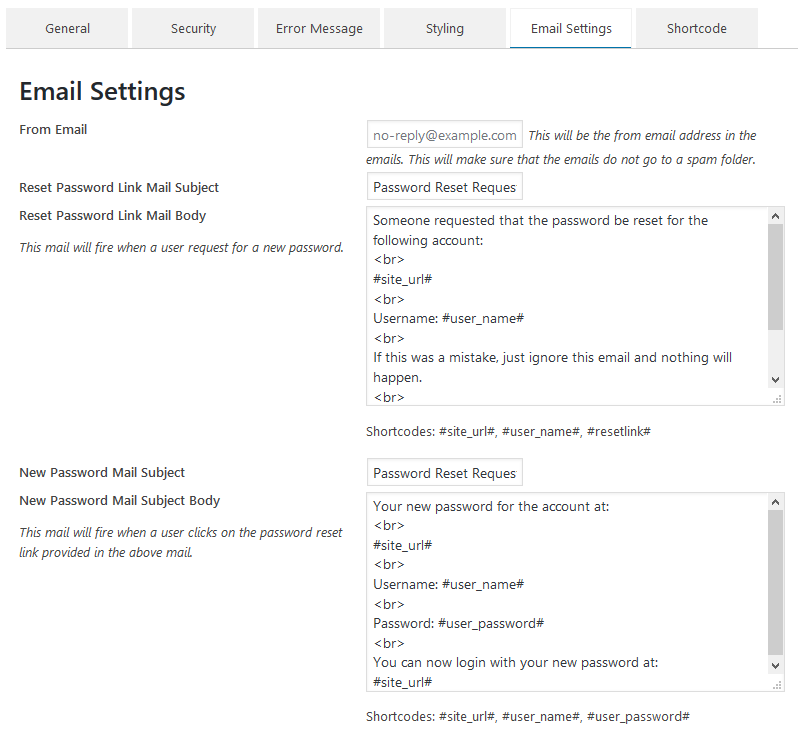 General Security Error Message Styling Email Settings Shortcode
Email Settings
From Email
no-reply@example.com This will be the from email address in the
emails. This will make sure that the emails do not go to a spam folder.
Reset Password Link Mail Subject
Password Reset Reques
Reset Password Link Mail Body
This mail will fire when a user request for a new password.
Someone requested that the password be reset for the
following account:
<br>
#site_url#
<br>
Username: #user_name#
<br>
If this was a mistake, just ignore this email and nothing will
happen.
<br>
Shortcodes: #site_url#, #user_name#, #resetlink#
New Password Mail Subject
Password Reset Reques
New Password Mail Subject Body
This mail will fire when a user clicks on the password reset
link provided in the above mail.
Your new password for the account at:
<br>
#site_url#
<br>
Username: #user_name#
<br>
Password: #user_password#
<br>
You can now login with your new password at:
#site_url#
Shortcodes: #site_url#, #user_name#, #user_password#